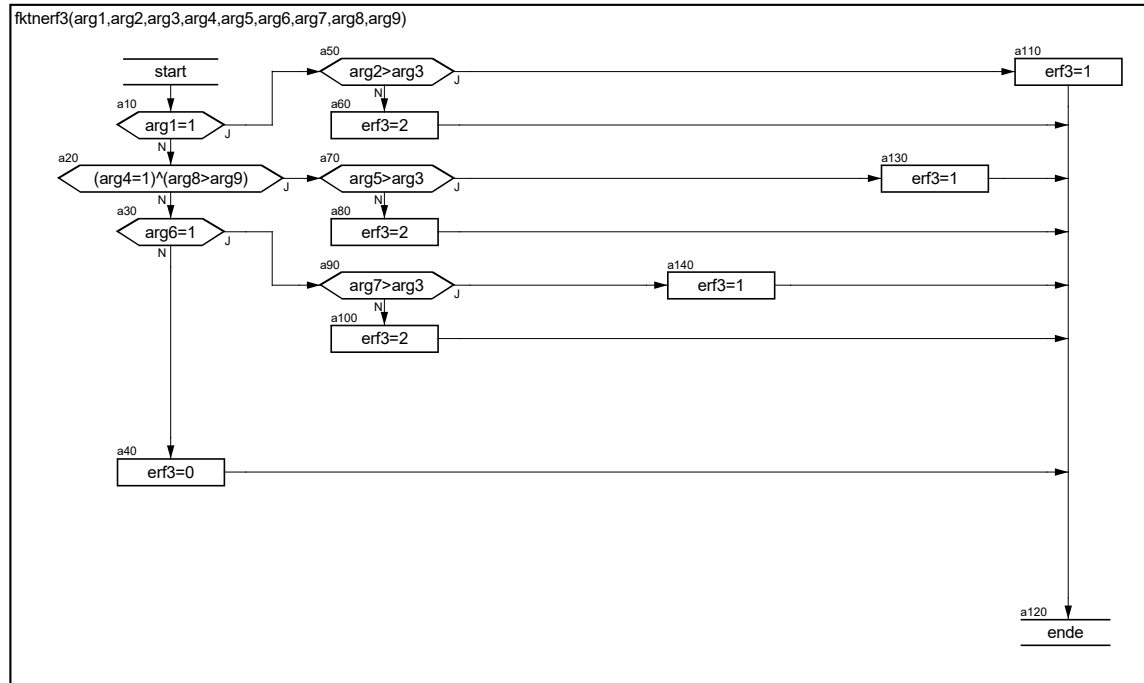 fktnerf3(arg1,arg2,arg3,arg4,arg5,arg6,arg7,arg8,arg9)
start
a10
arg1=1
J
N
a20
(arg4=1)^(arg8>arg9)
J
N
a30
arg6=1
J
N
a40
erf3=0
a50
arg2>arg3
J
N
a60
erf3=2
a70
arg5>arg3
J
N
a80
erf3=2
a90
arg7>arg3
J
N
a100
erf3=2
a140
erf3=1
a130
erf3=1
a110
erf3=1
a120
ende